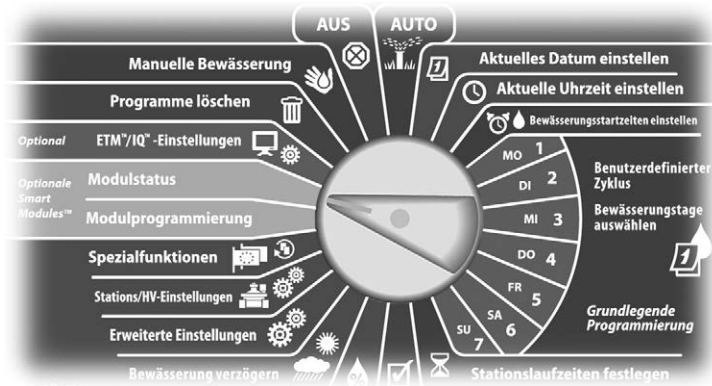 AUS
AUTO
Manuelle Bewässerung
Programme löschen
Optional
ETM™/IQ™ -Einstellungen
Optionale
Smart
Modules™
Modulstatus
Modulprogrammierung
Spezialfunktionen
Stations/HV-Einstellungen
Erweiterte Einstellungen
Bewässerung verzögern
Aktuelles Datum einstellen
Aktuelle Uhrzeit einstellen
Bewässerungsstartzeiten einstellen
MO 1
DI 2
MI 3
DO 4
FR 5
SA 6
SU 7
Benutzerdefinierter
Zyklus
Bewässerungstage
auswählen
1
1
Grundlegende
Programmierung
Stationslaufzeiten festlegen
%